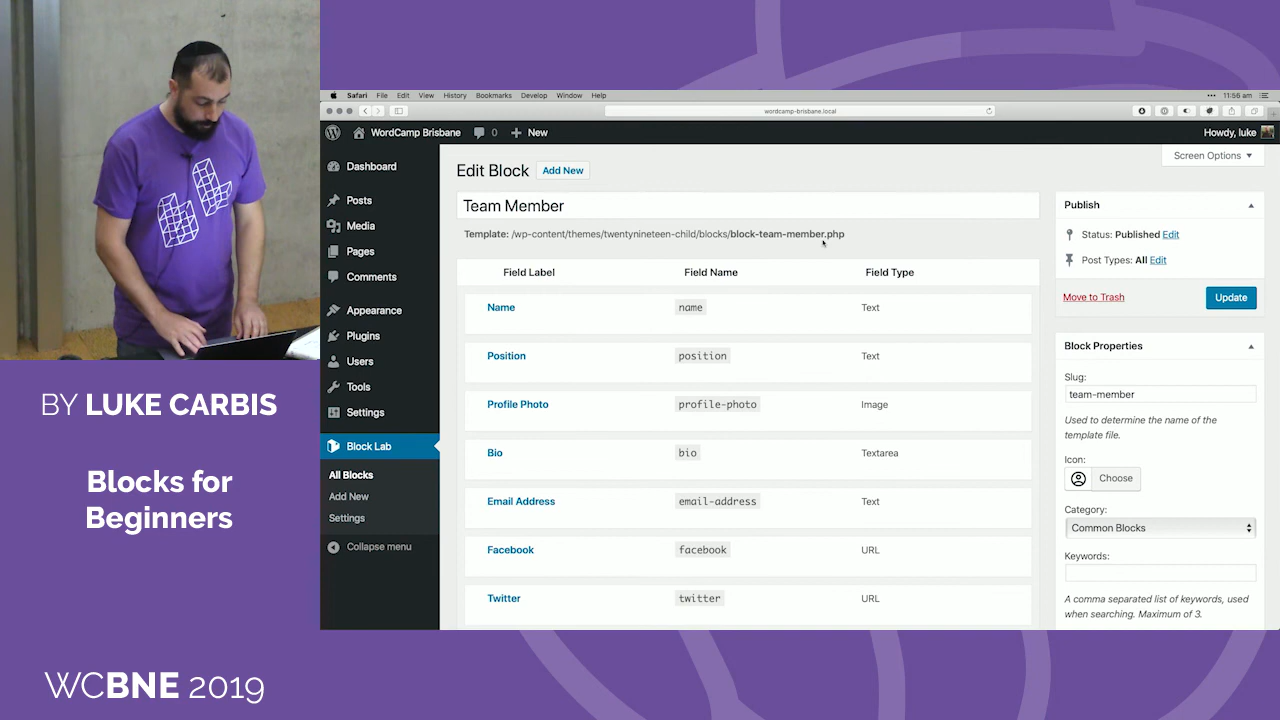 Safari File Edit View History Bookmarks Develop Window Help 11:56 am
wordcamp-brisbane.local
WordCamp Brisbane 0 New Howdy, luke
Screen Options
Dashboard
Posts
Media
Pages
Comments
Appearance
Plugins
Users
Tools
Settings
Block Lab
All Blocks
Add New
Settings
Collapse menu
Edit Block Add New
Team Member
Template: /wp-content/themes/twentynineteen-child/blocks/block-team-member.php
Field Label Field Name Field Type
Name name Text
Position position Text
Profile Photo profile-photo Image
Bio bio Textarea
Email Address email-address Text
Facebook facebook URL
Twitter twitter URL
Publish
Status: Published Edit
Post Types: All Edit
Move to Trash Update
Block Properties
Slug:
team-member
Used to determine the name of the
template file.
Icon:
Choose
Category:
Common Blocks
Keywords:
A comma separated list of keywords, used
when searching. Maximum of 3.
BY LUKE CARBIS
Blocks for
Beginners
WCBNE 2019